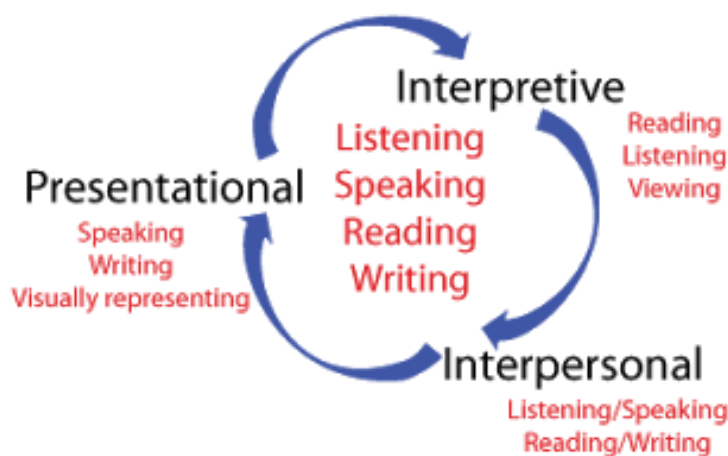 Interpretive
Reading
Listening
Viewing
Listening
Speaking
Reading
Writing
Presentational
Speaking
Writing
Visually representing
Interpersonal
Listening/Speaking
Reading/Writing